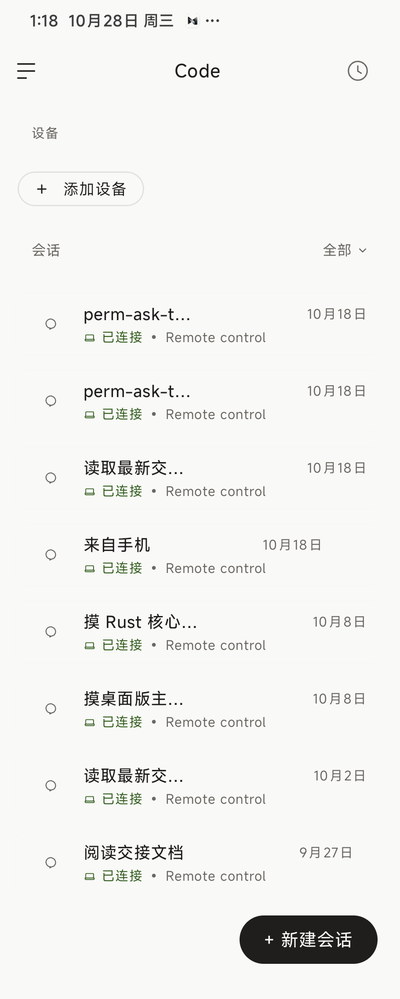 1:18 10月28日 周三
Code
设备
+ 添加设备
会话 全部
perm-ask-t... 10月18日
已连接 • Remote control
perm-ask-t... 10月18日
已连接 • Remote control
读取最新交... 10月18日
已连接 • Remote control
来自手机 10月18日
已连接 • Remote control
摸 Rust 核心... 10月8日
已连接 • Remote control
摸桌面版主... 10月8日
已连接 • Remote control
读取最新交... 10月2日
已连接 • Remote control
阅读交接文档 9月27日
已连接 • Remote control
+ 新建会话